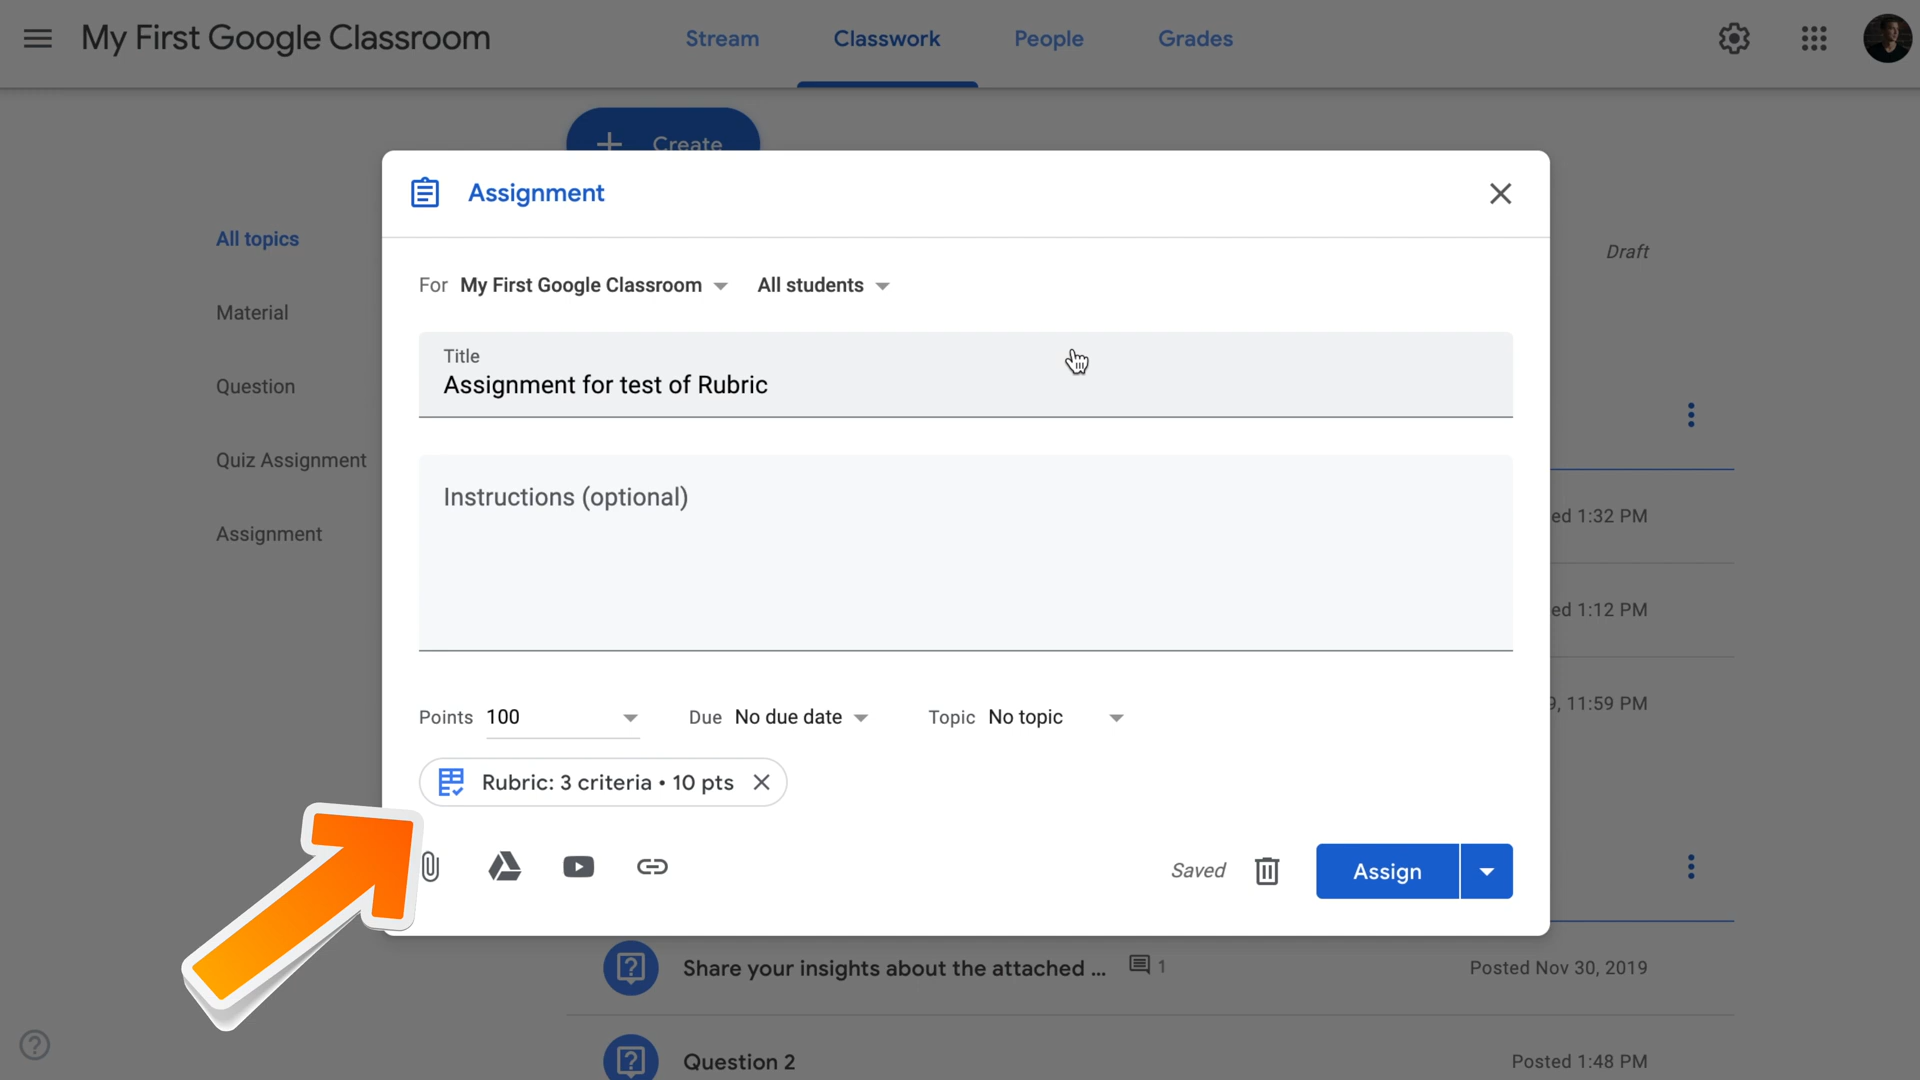 My First Google Classroom
Stream
Classwork
People
Grades
Create
Assignment
All topics
Material
Question
Quiz Assignment
Assignment
Draft
For My First Google Classroom All students
Title
Assignment for test of Rubric
Instructions (optional)
ed 1:32 PM
ed 1:12 PM
9, 11:59 PM
Points 100 Due No due date Topic No topic
Rubric: 3 criteria • 10 pts
Saved
Assign
Share your insights about the attached ... 1 Posted Nov 30, 2019
Question 2 Posted 1:48 PM